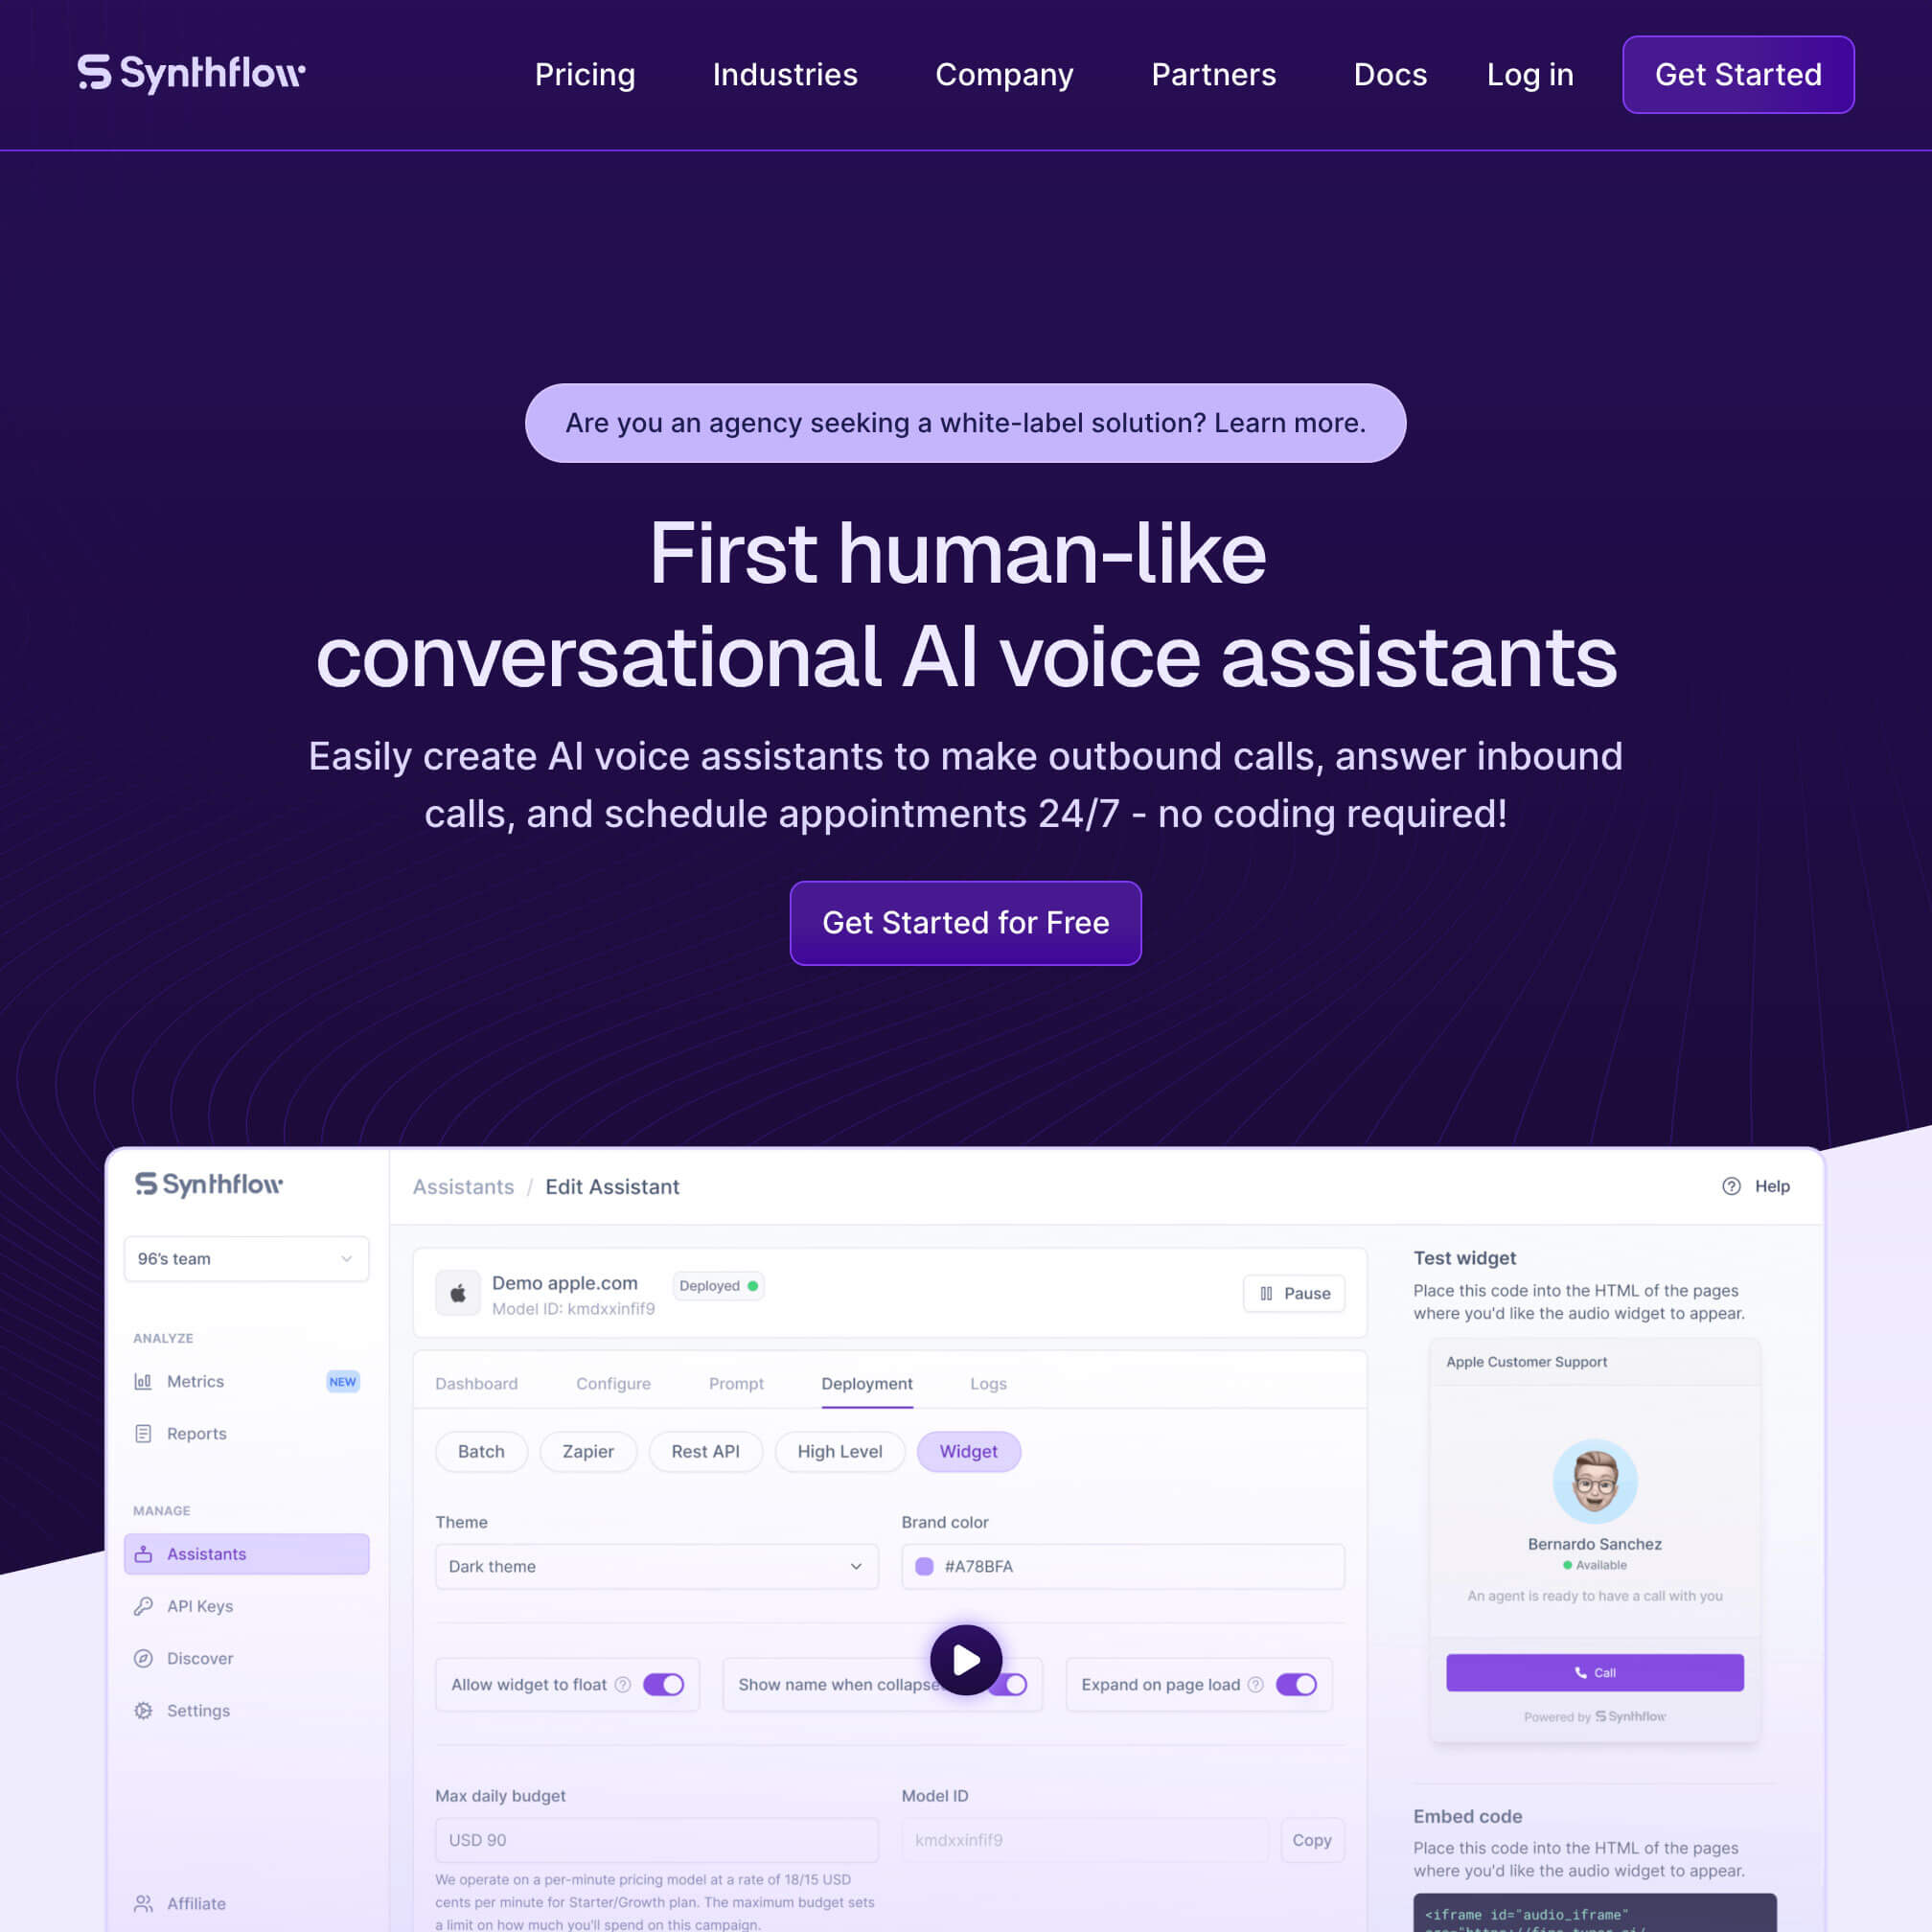 Synthflow
Pricing Industries Company Partners Docs Log in Get Started
Are you an agency seeking a white-label solution? Learn more.
First human-like
conversational AI voice assistants
Easily create AI voice assistants to make outbound calls, answer inbound
calls, and schedule appointments 24/7 - no coding required!
Get Started for Free
Synthflow
96's team
ANALYZE
Metrics NEW
Reports
MANAGE
Assistants
API Keys
Discover
Settings
Affiliate
Assistants / Edit Assistant
Help
Demo apple.com Deployed
Model ID: kmdxxinfif9
Pause
Dashboard Configure Prompt Deployment Logs
Batch Zapier Rest API High Level Widget
Theme
Dark theme
Brand color
#A78BFA
Allow widget to float
Show name when collapse
Expand on page load
Max daily budget
USD 90
We operate on a per-minute pricing model at a rate of 18/15 USD
cents per minute for Starter/Growth plan. The maximum budget sets
a limit on how much you'll spend on this campaign.
Model ID
kmdxxinfif9
Copy
Test widget
Place this code into the HTML of the pages
where you'd like the audio widget to appear.
Apple Customer Support
Bernardo Sanchez
Available
An agent is ready to have a call with you
Call
Powered by Synthflow
Embed code
Place this code into the HTML of the pages
where you'd like the audio widget to appear.
<iframe id="audio_iframe"